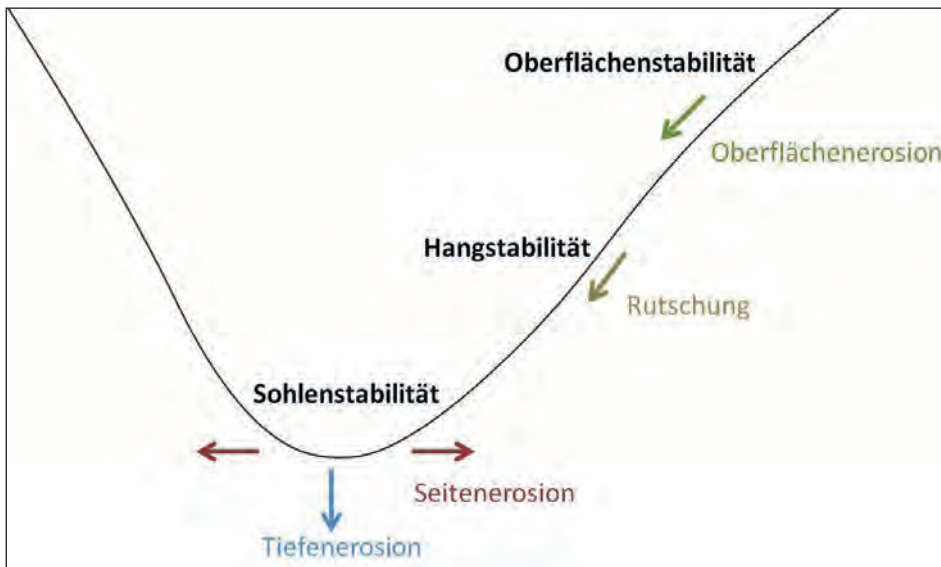 Oberflächenstabilität
Oberflächenerosion
Hangstabilität
Rutschung
Sohlenstabilität
Seitenerosion
Tiefenerosion